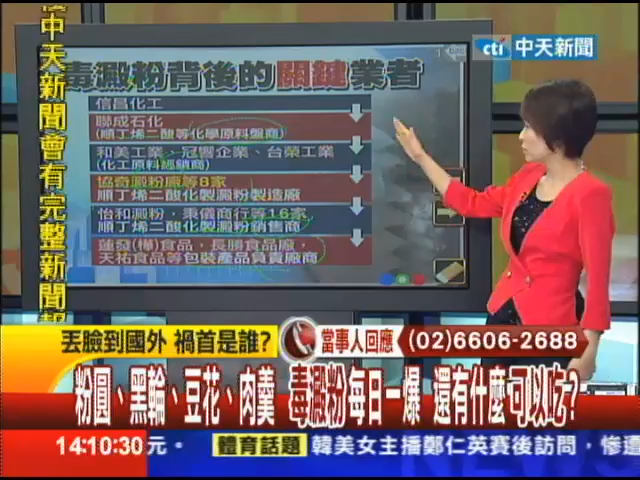 中天新聞會有完整新聞
cti 中天新聞
毒澱粉背後的關鍵業者
信昌化工
聯成石化
(順丁烯二酸等化學原料盤商)
和美工業、冠響企業、台榮工業
(化工原料經銷商)
協奇澱粉廠等8家
順丁烯二酸化製澱粉製造廠
怡和澱粉，秉儀商行等16家
順丁烯二酸化製澱粉銷售商
蓮發(樺)食品，長勝食品廠，
天祐食品等包裝產品負責廠商
丟臉到國外 禍首是誰?
當事人回應 (02)6606-2688
粉圓、黑輪、豆花、肉羹 毒澱粉每日一爆 還有什麼可以吃?
14:10:30 元。 體育話題 韓美女主播鄭仁英賽後訪問，慘遭
NEWS